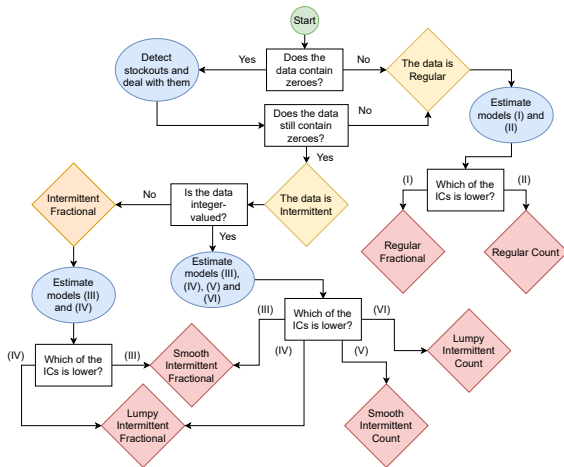 Start
Does the
data contain
zeroes?
Yes
No
Detect
stockouts and
deal with them
The data is
Regular
Estimate
models (I) and
(II)
Does the data
still contain
zeroes?
No
Yes
Which of the
ICs is lower?
(I)
(II)
Regular
Fractional
Regular Count
The data is
Intermittent
Is the data
integer-
valued?
No
Yes
Intermittent
Fractional
Estimate
models (III)
and (IV)
Estimate
models (III),
(IV), (V) and
(VI)
Which of the
ICs is lower?
(III)
(IV)
(V)
(VI)
Which of the
ICs is lower?
(IV)
(III)
Smooth
Intermittent
Fractional
Lumpy
Intermittent
Count
Lumpy
Intermittent
Fractional
Smooth
Intermittent
Count